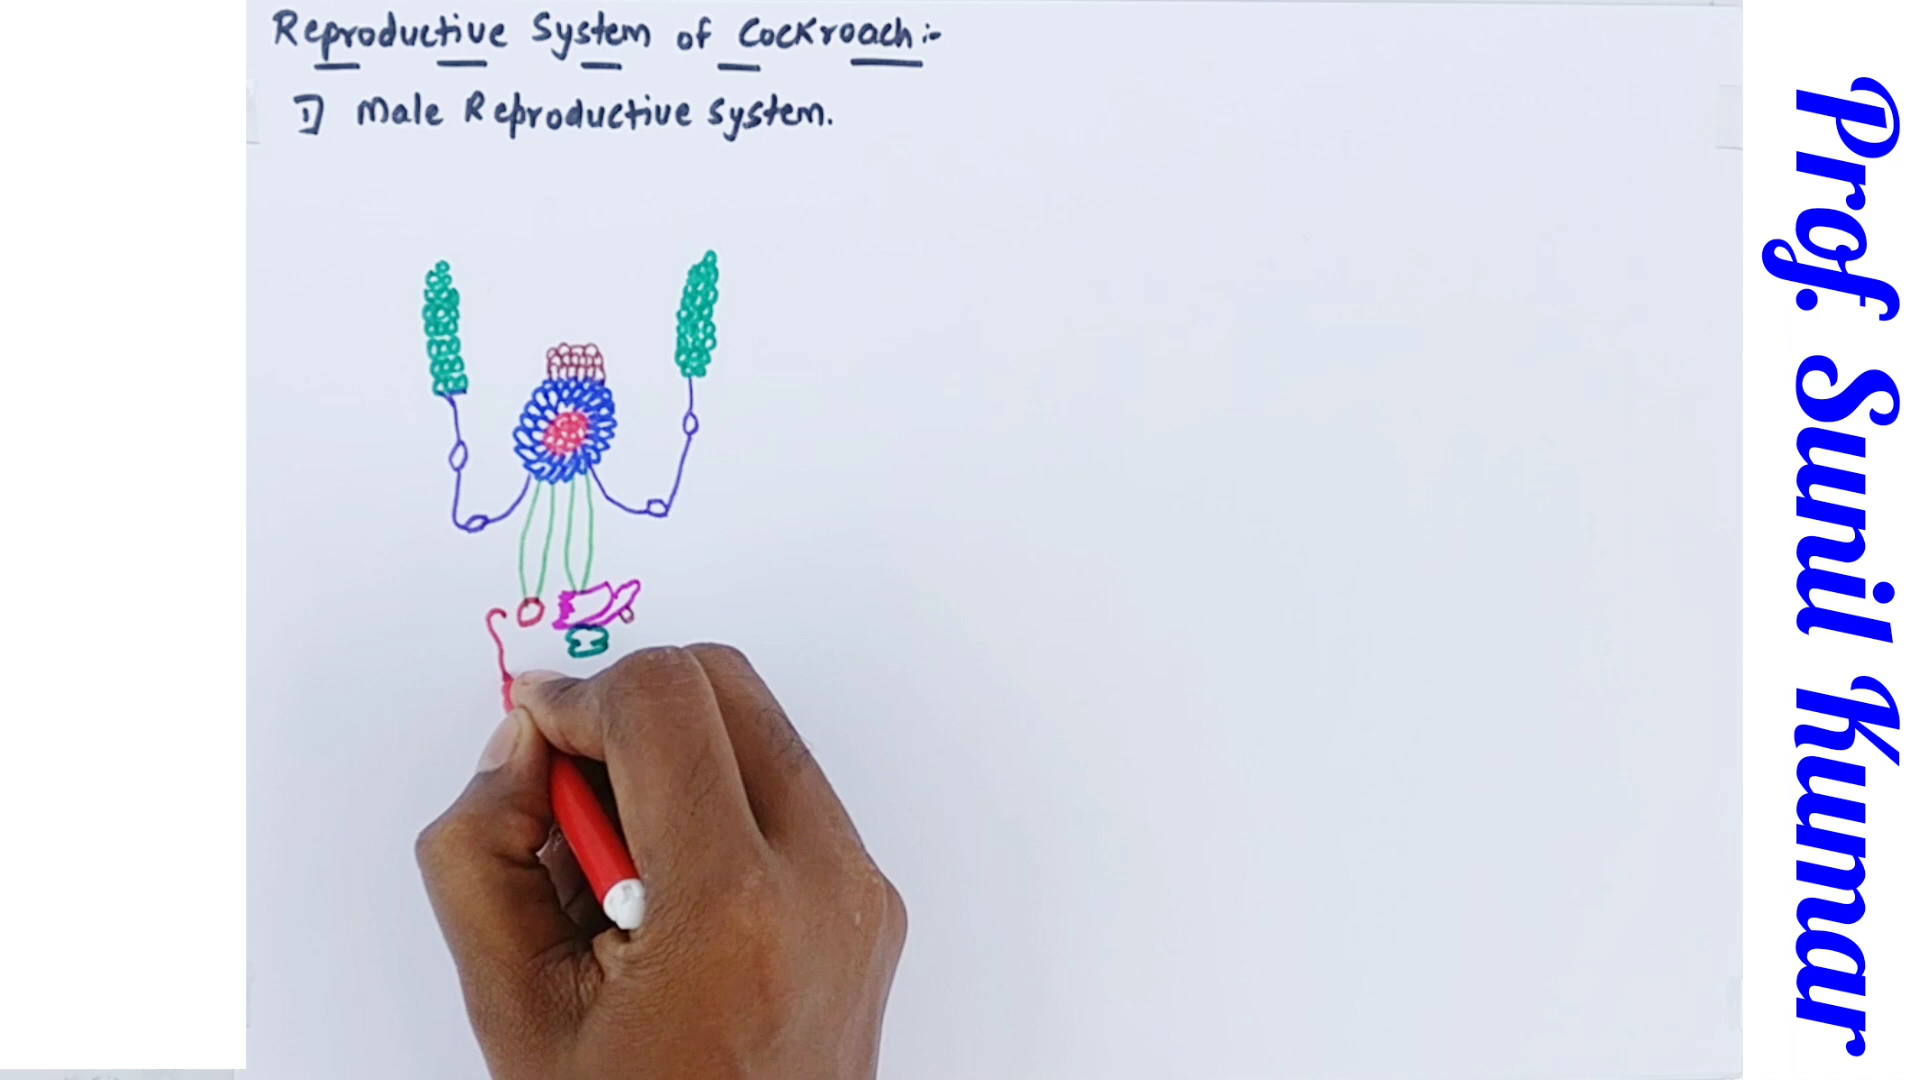 Reproductive System of Cockroach:-
1) Male Reproductive System.
Prof. Sunil Kumar